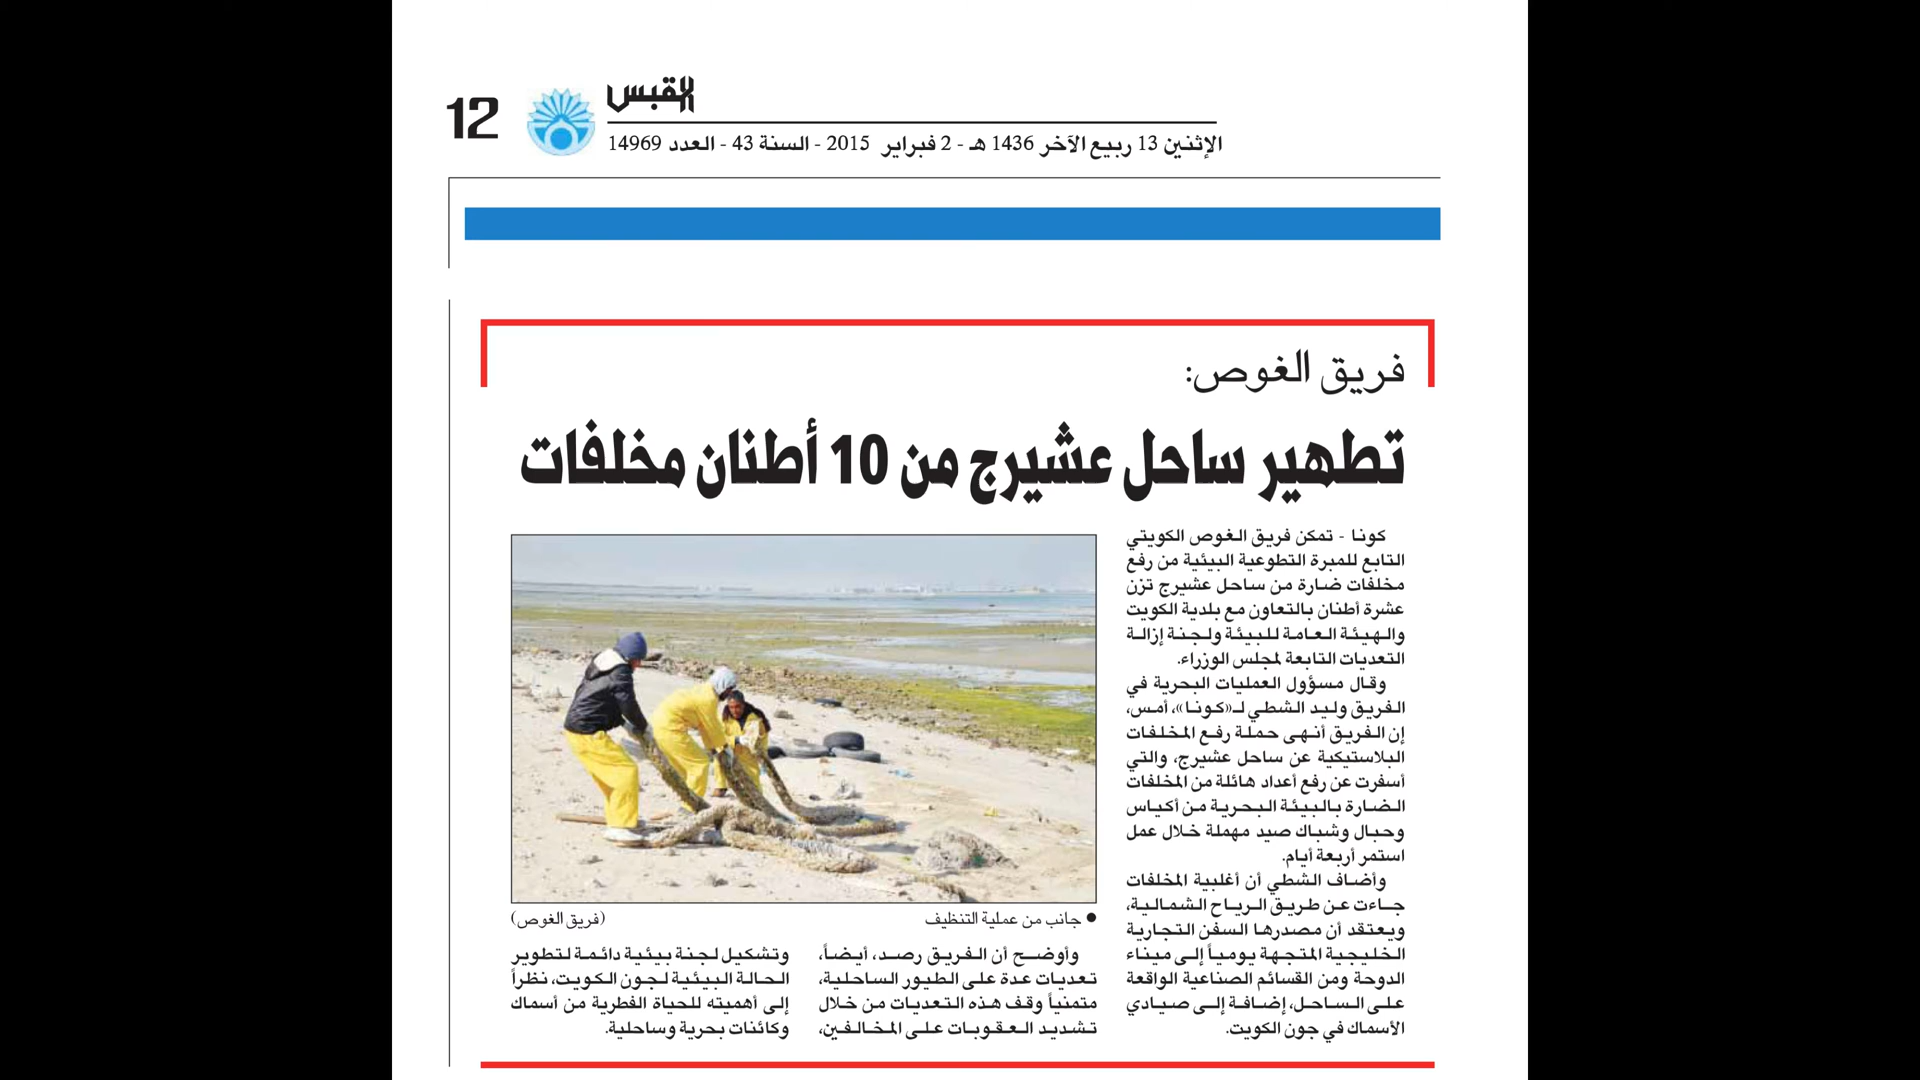 القبس
12
الإثنين 13 ربيع الآخر 1436 هـ - 2 فبراير 2015 - السنة 43 - العدد 14969
فريق الغوص:
تطهير ساحل عشيرج من 10 أطنان مخلفات
كونا - تمكن فريق الغوص الكويتي
التابع للمبرة التطوعية البيئية من رفع
مخلفات ضارة من ساحل عشيرج تزن
عشرة أطنان بالتعاون مع بلدية الكويت
والهيئة العامة للبيئة ولجنة إزالة
التعديات التابعة لمجلس الوزراء.
وقال مسؤول العمليات البحرية في
الفريق وليد الشطي لـ«كونا»، أمس،
إن الفريق أنهى حملة رفع المخلفات
البلاستيكية عن ساحل عشيرج، والتي
أسفرت عن رفع أعداد هائلة من المخلفات
الضارة بالبيئة البحرية من أكياس
وحبال وشباك صيد مهملة خلال عمل
استمر أربعة أيام.
وأضاف الشطي أن أغلبية المخلفات
جاءت عن طريق الرياح الشمالية،
ويعتقد أن مصدرها السفن التجارية
الخليجية المتجهة يومياً إلى ميناء
الدوحة ومن القسائم الصناعية الواقعة
على الساحل، إضافة إلى صيادي
الأسماك في جون الكويت.
● جانب من عملية التنظيف
(فريق الغوص)
وأوضح أن الفريق رصد، أيضاً،
تعديات عدة على الطيور الساحلية،
متمنياً وقف هذه التعديات من خلال
تشديد العقوبات على المخالفين،
وتشكيل لجنة بيئية دائمة لتطوير
الحالة البيئية لجون الكويت، نظراً
إلى أهميته للحياة الفطرية من أسماك
وكائنات بحرية وساحلية.